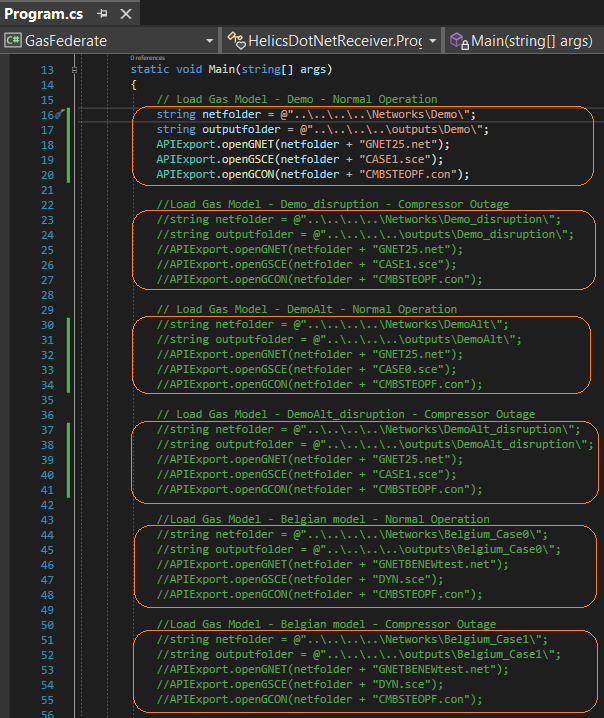 Program.cs
C# GasFederate HelicsDotNetReceiver.Prog Main(string[] args)
0 references
13 static void Main(string[] args)
14 {
15 // Load Gas Model - Demo - Normal Operation
16 string netfolder = @"..\..\..\..\Networks\Demo\";
17 string outputfolder = @"..\..\..\..\outputs\Demo\";
18 APIExport.openGNET(netfolder + "GNET25.net");
19 APIExport.openGSCE(netfolder + "CASE1.sce");
20 APIExport.openGCON(netfolder + "CMBSTEOPF.con");
21
22 //Load Gas Model - Demo_disruption - Compressor Outage
23 //string netfolder = @"..\..\..\..\Networks\Demo_disruption\";
24 //string outputfolder = @"..\..\..\..\outputs\Demo_disruption\";
25 //APIExport.openGNET(netfolder + "GNET25.net");
26 //APIExport.openGSCE(netfolder + "CASE1.sce");
27 //APIExport.openGCON(netfolder + "CMBSTEOPF.con");
28
29 // Load Gas Model - DemoAlt - Normal Operation
30 //string netfolder = @"..\..\..\..\Networks\DemoAlt\";
31 //string outputfolder = @"..\..\..\..\outputs\DemoAlt\";
32 //APIExport.openGNET(netfolder + "GNET25.net");
33 //APIExport.openGSCE(netfolder + "CASE0.sce");
34 //APIExport.openGCON(netfolder + "CMBSTEOPF.con");
35
36 // Load Gas Model - DemoAlt_disruption - Compressor Outage
37 //string netfolder = @"..\..\..\..\Networks\DemoAlt_disruption\";
38 //string outputfolder = @"..\..\..\..\outputs\DemoAlt_disruption\";
39 //APIExport.openGNET(netfolder + "GNET25.net");
40 //APIExport.openGSCE(netfolder + "CASE1.sce");
41 //APIExport.openGCON(netfolder + "CMBSTEOPF.con");
42
43 //Load Gas Model - Belgian model - Normal Operation
44 //string netfolder = @"..\..\..\..\Networks\Belgium_Case0\";
45 //string outputfolder = @"..\..\..\..\outputs\Belgium_Case0\";
46 //APIExport.openGNET(netfolder + "GNETBENEWtest.net");
47 //APIExport.openGSCE(netfolder + "DYN.sce");
48 //APIExport.openGCON(netfolder + "CMBSTEOPF.con");
49
50 //Load Gas Model - Belgian model - Compressor Outage
51 //string netfolder = @"..\..\..\..\Networks\Belgium_Case1\";
52 //string outputfolder = @"..\..\..\..\outputs\Belgium_Case1\";
53 //APIExport.openGNET(netfolder + "GNETBENEWtest.net");
54 //APIExport.openGSCE(netfolder + "DYN.sce");
55 //APIExport.openGCON(netfolder + "CMBSTEOPF.con");
56